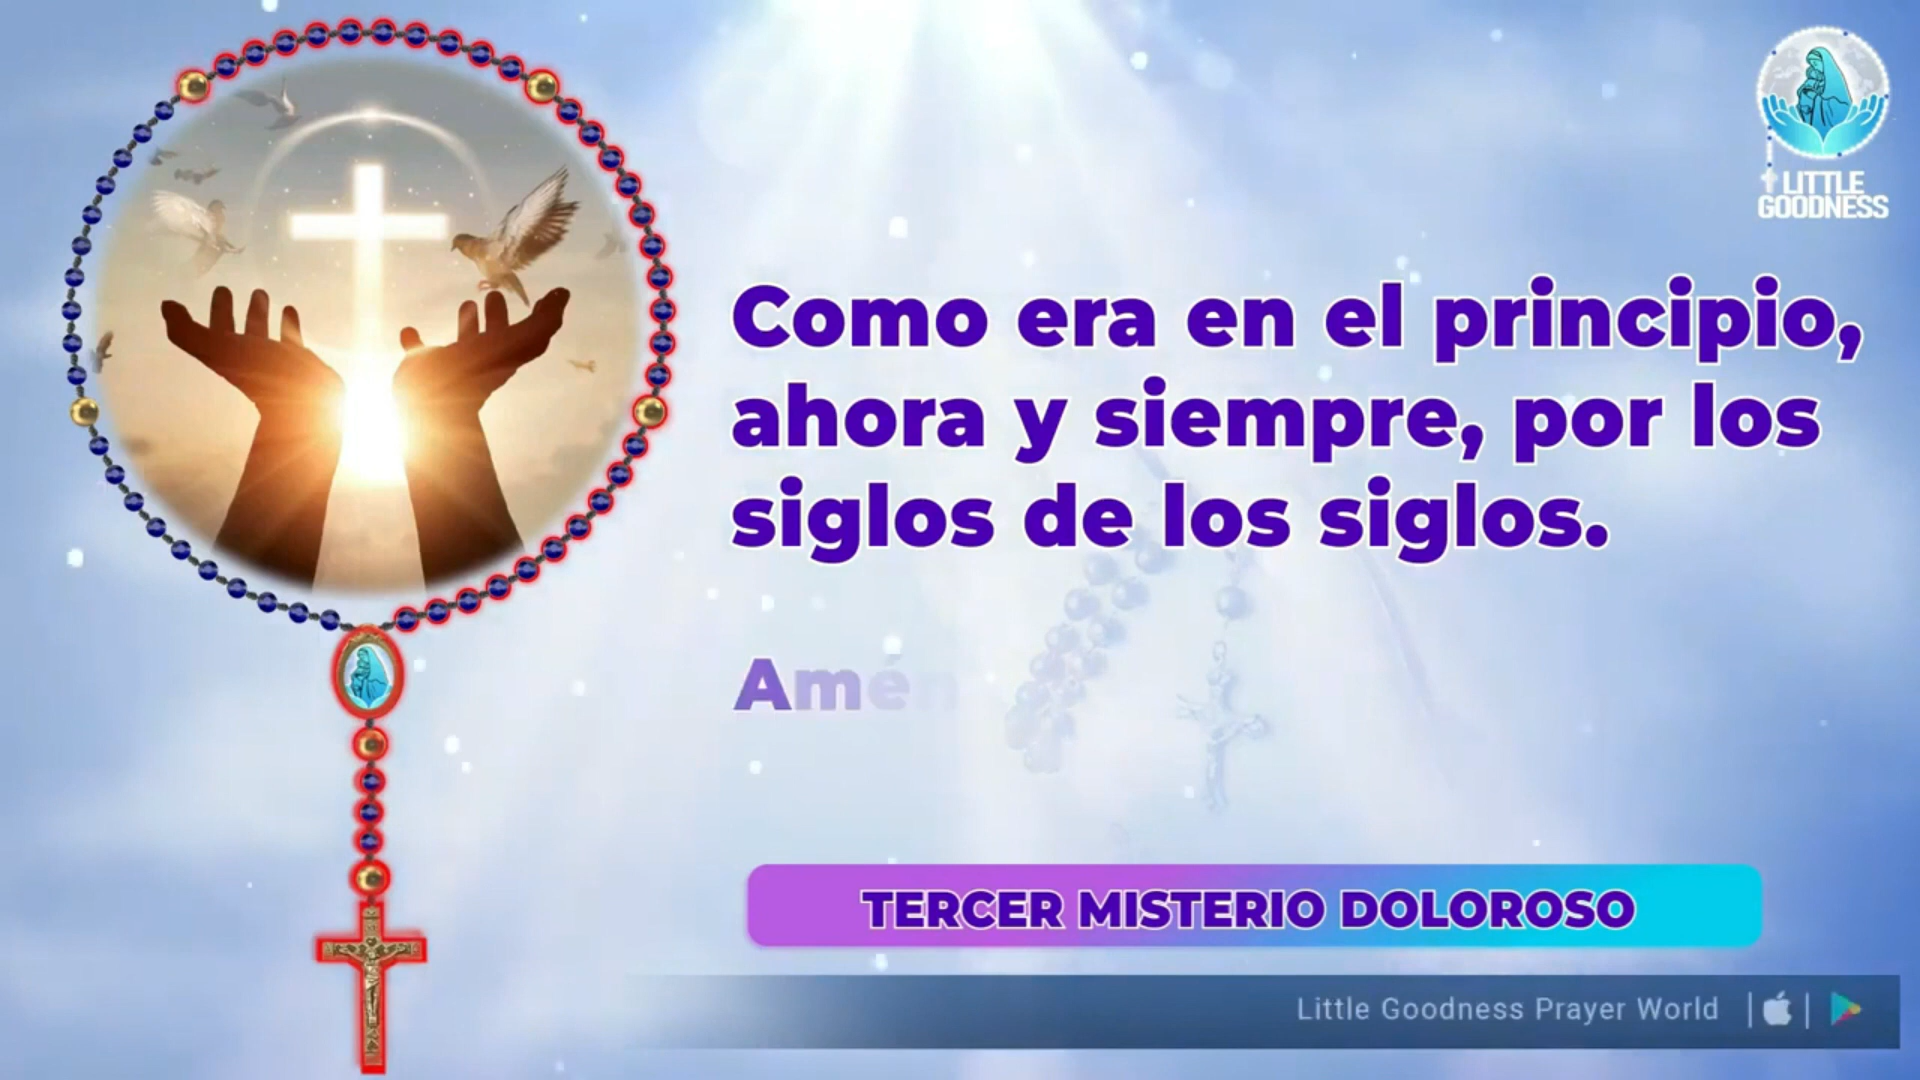 LITTLE
GOODNESS
Como era en el principio,
ahora y siempre, por los
siglos de los siglos.
Amén
TERCER MISTERIO DOLOROSO
Little Goodness Prayer World